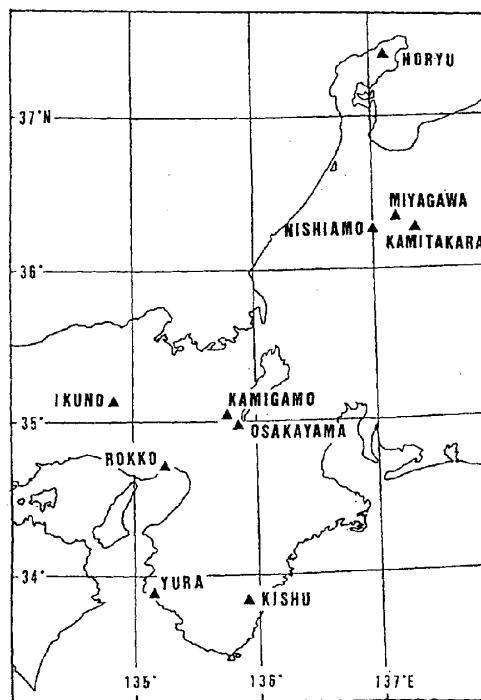 HORYU
37°N
MIYAGAWA
NISHIAMO
KAMITAKARA
36°
IKUNO
KAMIGAMO
35°
OSAKAYAMA
ROKKO
34°
YURA
KISHU
135°
136°
137°E